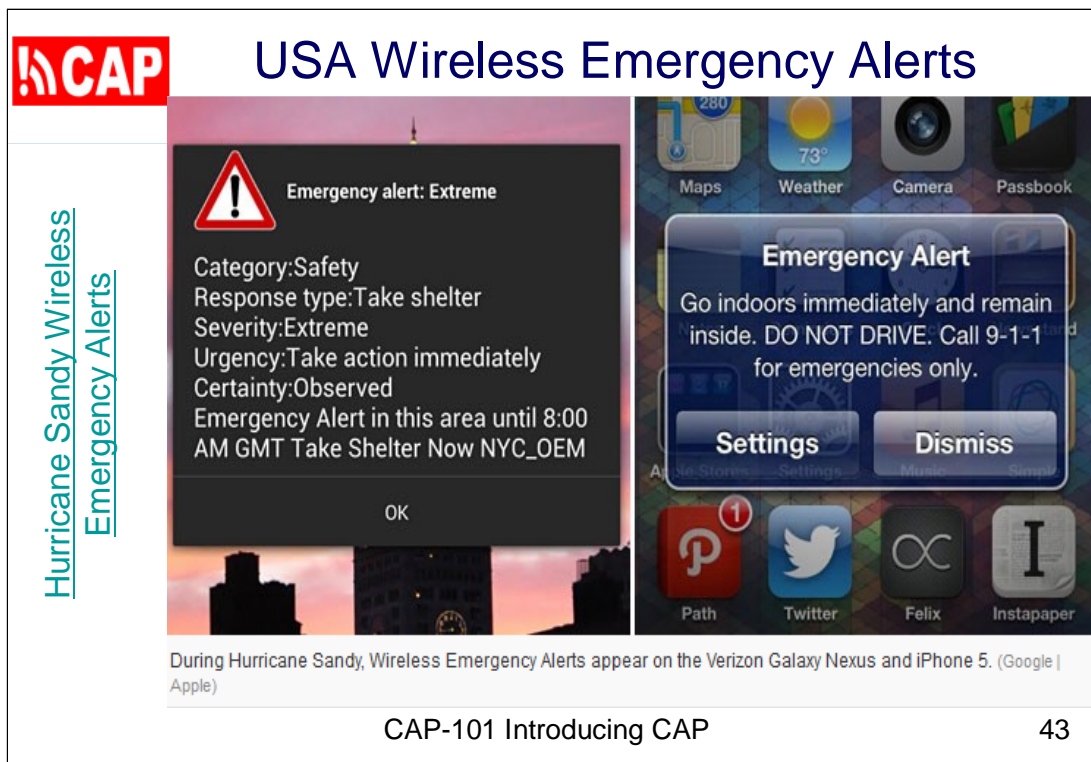 CAP
USA Wireless Emergency Alerts
Hurricane Sandy Wireless
Emergency Alerts
Emergency alert: Extreme
Category:Safety
Response type:Take shelter
Severity:Extreme
Urgency:Take action immediately
Certainty:Observed
Emergency Alert in this area until 8:00
AM GMT Take Shelter Now NYC_OEM
OK
280
73°
Maps Weather Camera Passbook
Emergency Alert
Go indoors immediately and remain
inside. DO NOT DRIVE. Call 9-1-1
for emergencies only.
Settings Dismiss
Apple Stores Settings Music Simple
1
Path Twitter Felix Instapaper
During Hurricane Sandy, Wireless Emergency Alerts appear on the Verizon Galaxy Nexus and iPhone 5. (Google |
Apple)
CAP-101 Introducing CAP 43